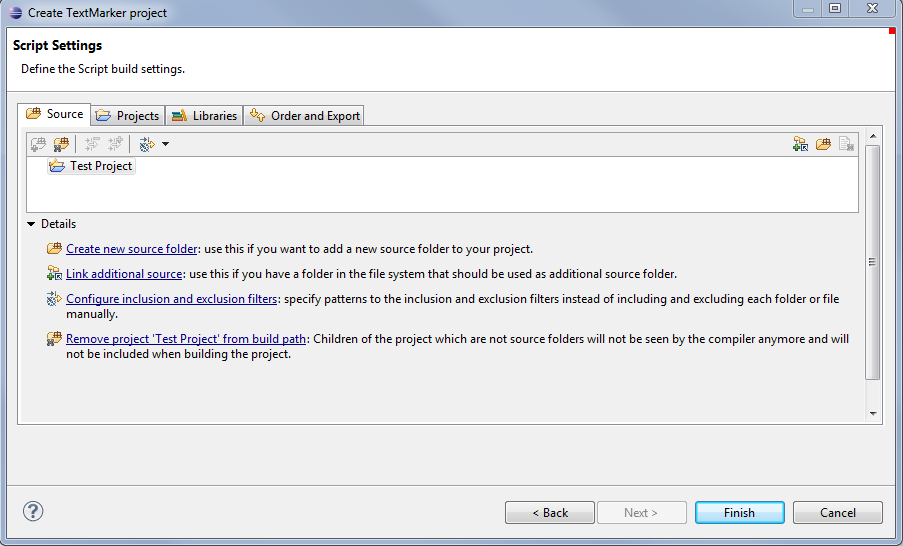 Create TextMarker project
Script Settings
Define the Script build settings.
Source Projects Libraries Order and Export
Test Project
Details
Create new source folder: use this if you want to add a new source folder to your project.
Link additional source: use this if you have a folder in the file system that should be used as additional source folder.
Configure inclusion and exclusion filters: specify patterns to the inclusion and exclusion filters instead of including and excluding each folder or file
manually.
Remove project 'Test Project' from build path: Children of the project which are not source folders will not be seen by the compiler anymore and will
not be included when building the project.
? < Back Next > Finish Cancel